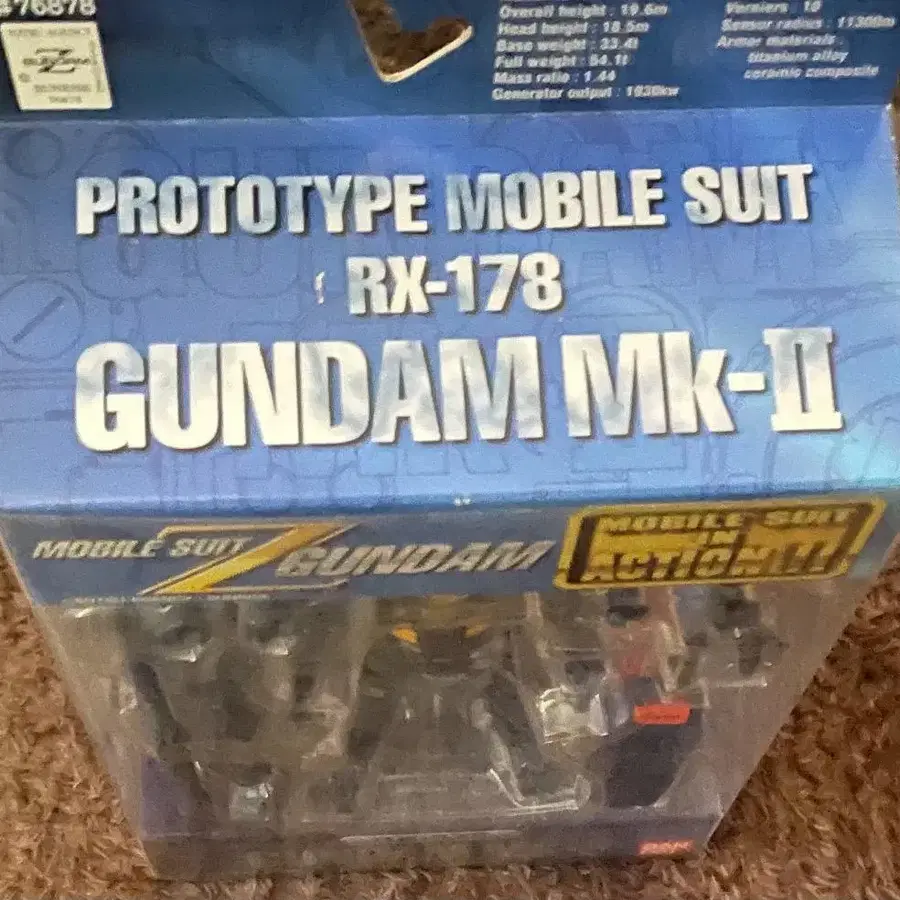 #76878
Z
GUNDAM
Overall height : 19.6m
Head height : 18.5m
Base weight : 33.4t
Full weight : 54.1t
Mass ratio : 1.44
Generator output : 1930kw
Verniers : 10
Sensor radius : 11300m
Armor materials :
titanium alloy
ceramic composite
PROTOTYPE MOBILE SUIT
RX-178
GUNDAM Mk-II
MOBILE SUIT Z GUNDAM
MOBILE SUIT
IN
ACTION!!!